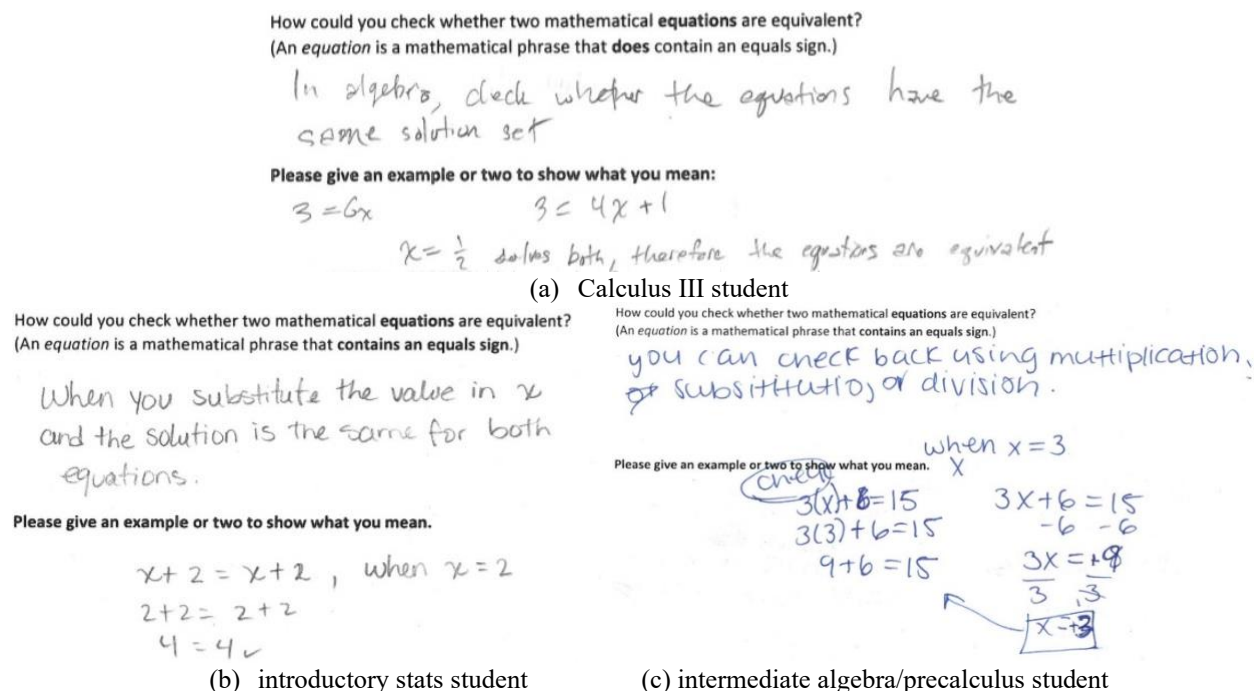 How could you check whether two mathematical equations are equivalent?
(An equation is a mathematical phrase that does contain an equals sign.)
In algebra, check whether the equations have the
same solution set
Please give an example or two to show what you mean:
3 = 6x 3 = 4x + 1
x = 1/2 solves both, therefore the equations are equivalent
(a) Calculus III student
How could you check whether two mathematical equations are equivalent?
(An equation is a mathematical phrase that contains an equals sign.)
When you substitute the value in x
and the solution is the same for both
equations.
Please give an example or two to show what you mean.
x+2 = x+2, when x = 2
2+2 = 2+2
4 = 4 ✓
(b) introductory stats student
How could you check whether two mathematical equations are equivalent?
(An equation is a mathematical phrase that contains an equals sign.)
you can check back using multiplication,
subsititutio, or division.
when x = 3
Please give an example or two to show what you mean. x
check
3(x)+6=15 3x+6=15
3(3)+6=15 -6 -6
9+6=15 3x=+9
3 3
x=+3
(c) intermediate algebra/precalculus student